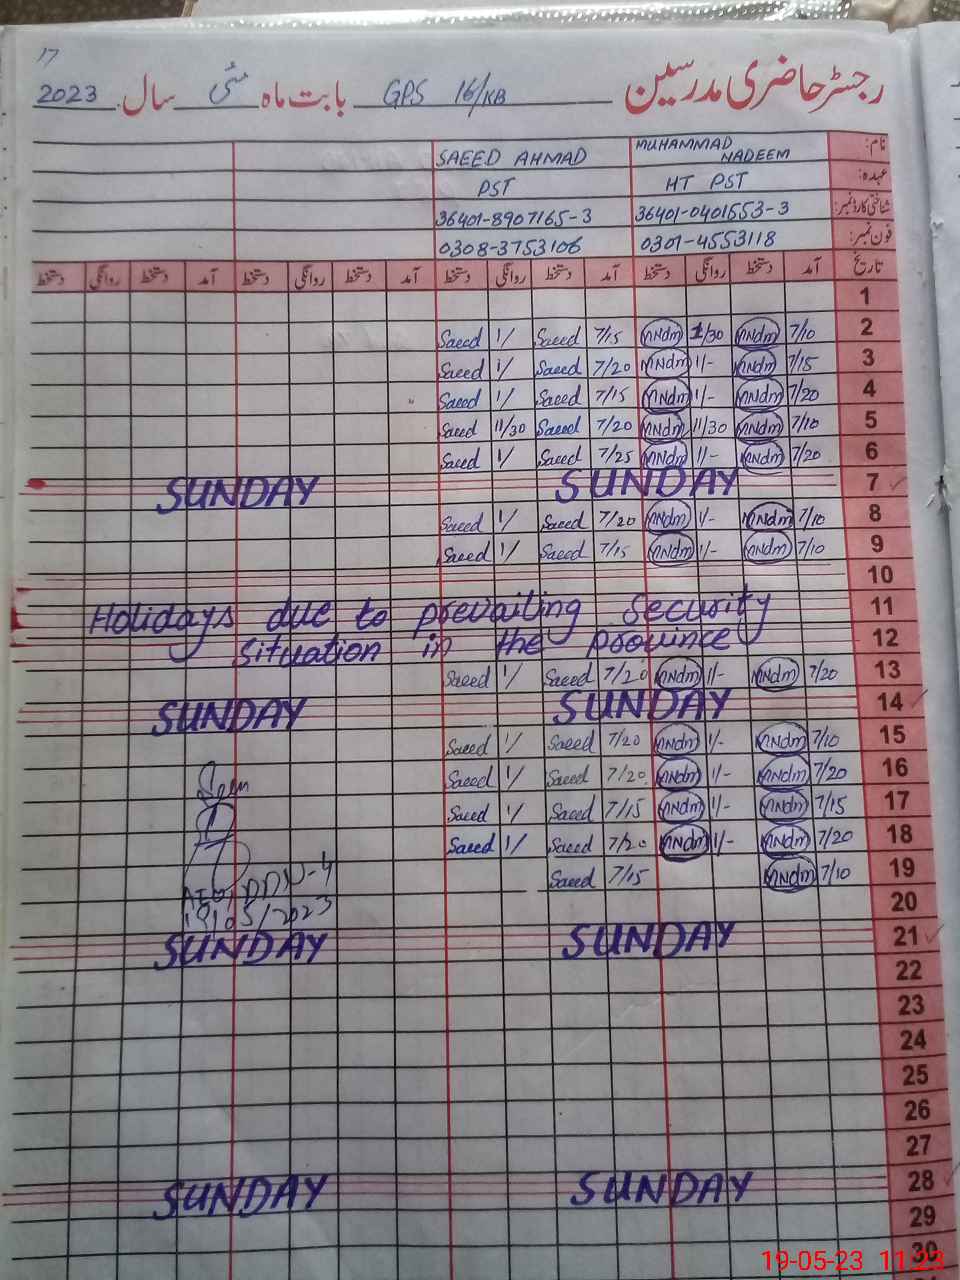 17
رجسٹر حاضری مدرسین GPS 16/KB بابت ماہ مئی سال 2023
نام: MUHAMMAD NADEEM SAEED AHMAD
عہدہ: HT PST PST
شناختی کارڈ نمبر: 36401-0401553-3 36401-8907165-3
فون نمبر: 0301-4553118 0308-3753106
تاریخ آمد دستخط روانگی دستخط آمد دستخط روانگی دستخط آمد دستخط روانگی دستخط آمد دستخط روانگی دستخط
1
2 7/10 MNdm 1/30 MNdm 7/15 Saeed 1/ Saeed
3 7/15 MNdm 1/- MNdm 7/20 Saeed 1/ Saeed
4 7/20 MNdm 1/- MNdm 7/15 Saeed 1/ Saeed
5 7/10 MNdm 11/30 MNdm 7/20 Saeed 11/30 Saeed
6 7/20 MNdm 1/- MNdm 7/25 Saeed 1/ Saeed
7 SUNDAY SUNDAY
8 7/10 MNdm 1/- MNdm 7/20 Saeed 1/ Saeed
9 7/10 MNdm 1/- MNdm 7/15 Saeed 1/ Saeed
10
11 Holidays due to prevailing Security
12 Situation in the province
13 7/20 MNdm 1/- MNdm 7/20 Saeed 1/ Saeed
14 SUNDAY SUNDAY
15 7/10 MNdm 1/- MNdm 7/20 Saeed 1/ Saeed
16 7/20 MNdm 1/- MNdm 7/20 Saeed 1/ Saeed
17 7/15 MNdm 1/- MNdm 7/15 Saeed 1/ Saeed
18 7/20 MNdm 1/- MNdm 7/20 Saeed 1/ Saeed
19 7/10 MNdm 7/15 Saeed
20
19/05/2023
21 SUNDAY SUNDAY
22
23
24
25
26
27
28 SUNDAY SUNDAY
29
30
19-05-23 11:23